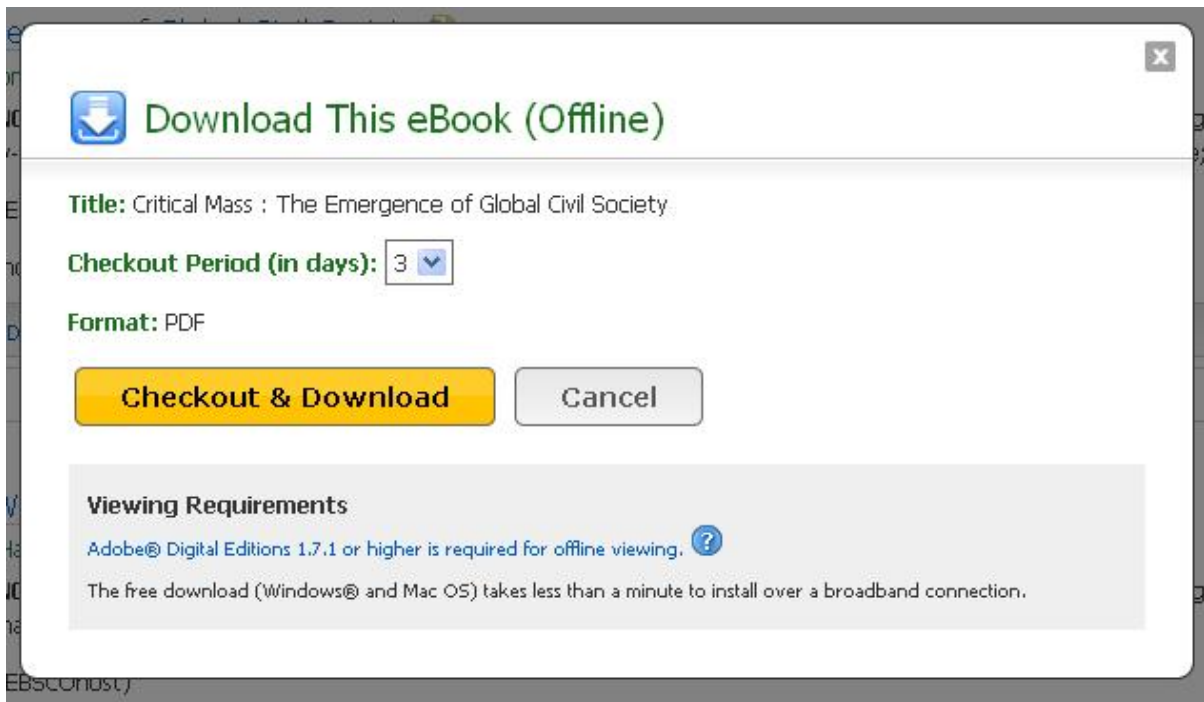 x
Download This eBook (Offline)
Title: Critical Mass : The Emergence of Global Civil Society
Checkout Period (in days): 3
Format: PDF
Checkout & Download
Cancel
Viewing Requirements
Adobe® Digital Editions 1.7.1 or higher is required for offline viewing. ?
The free download (Windows® and Mac OS) takes less than a minute to install over a broadband connection.